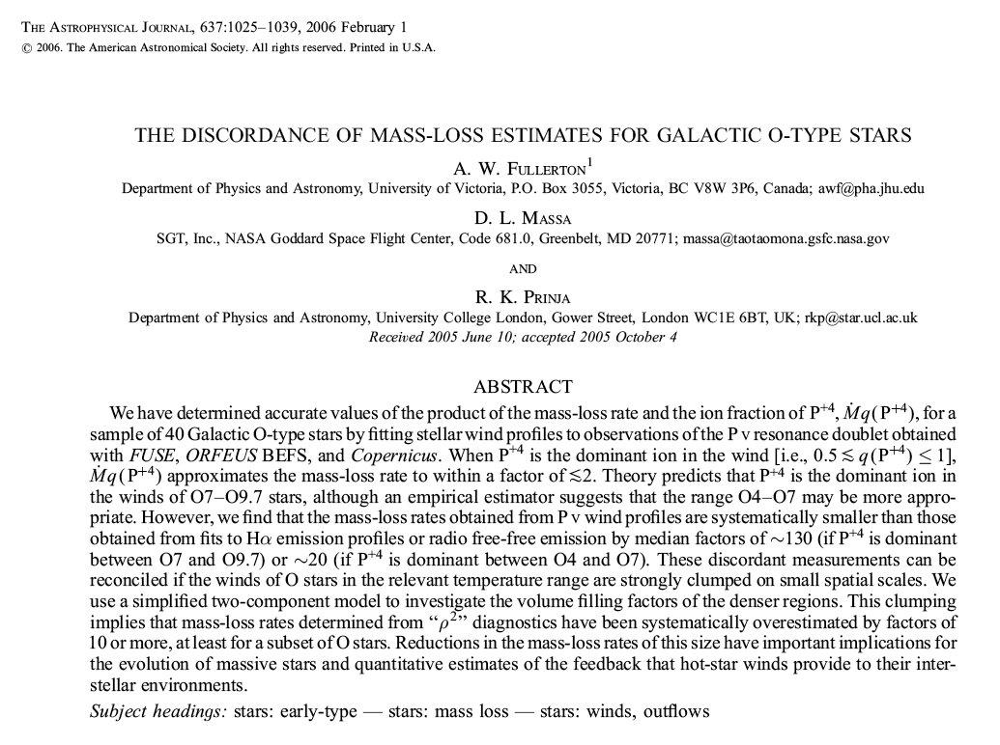 THE ASTROPHYSICAL JOURNAL, 637:1025–1039, 2006 February 1
© 2006. The American Astronomical Society. All rights reserved. Printed in U.S.A.
THE DISCORDANCE OF MASS-LOSS ESTIMATES FOR GALACTIC O-TYPE STARS
A. W. Fullerton¹
Department of Physics and Astronomy, University of Victoria, P.O. Box 3055, Victoria, BC V8W 3P6, Canada; awf@pha.jhu.edu
D. L. Massa
SGT, Inc., NASA Goddard Space Flight Center, Code 681.0, Greenbelt, MD 20771; massa@taotaomona.gsfc.nasa.gov
AND
R. K. Prinja
Department of Physics and Astronomy, University College London, Gower Street, London WC1E 6BT, UK; rkp@star.ucl.ac.uk
Received 2005 June 10; accepted 2005 October 4
ABSTRACT
We have determined accurate values of the product of the mass-loss rate and the ion fraction of P⁺⁴, Ṁq(P⁺⁴), for a
sample of 40 Galactic O-type stars by fitting stellar wind profiles to observations of the P v resonance doublet obtained
with FUSE, ORFEUS BEFS, and Copernicus. When P⁺⁴ is the dominant ion in the wind [i.e., 0.5 ≲ q(P⁺⁴) ≤ 1],
Ṁq(P⁺⁴) approximates the mass-loss rate to within a factor of ≲2. Theory predicts that P⁺⁴ is the dominant ion in
the winds of O7–O9.7 stars, although an empirical estimator suggests that the range O4–O7 may be more appro-
priate. However, we find that the mass-loss rates obtained from P v wind profiles are systematically smaller than those
obtained from fits to Hα emission profiles or radio free-free emission by median factors of ∼130 (if P⁺⁴ is dominant
between O7 and O9.7) or ∼20 (if P⁺⁴ is dominant between O4 and O7). These discordant measurements can be
reconciled if the winds of O stars in the relevant temperature range are strongly clumped on small spatial scales. We
use a simplified two-component model to investigate the volume filling factors of the denser regions. This clumping
implies that mass-loss rates determined from “ρ²” diagnostics have been systematically overestimated by factors of
10 or more, at least for a subset of O stars. Reductions in the mass-loss rates of this size have important implications for
the evolution of massive stars and quantitative estimates of the feedback that hot-star winds provide to their inter-
stellar environments.
Subject headings: stars: early-type — stars: mass loss — stars: winds, outflows